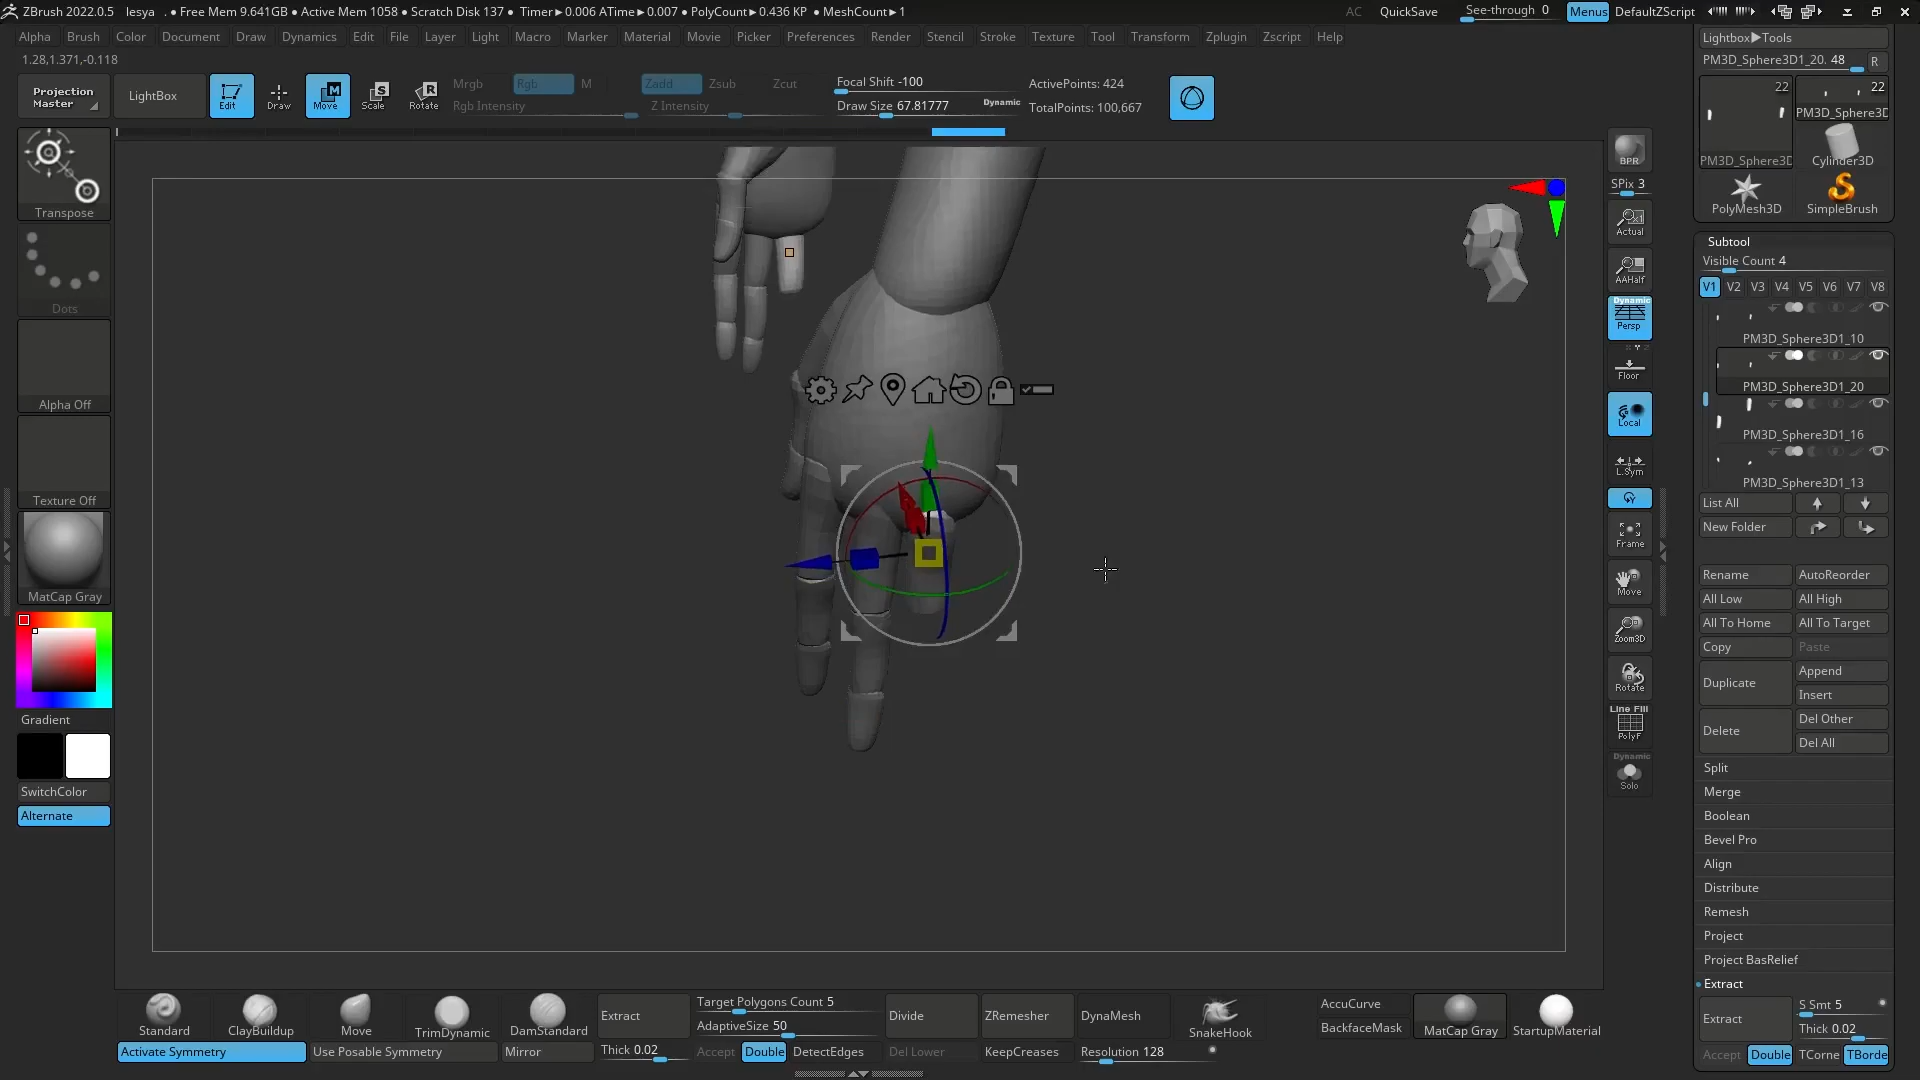 ZBrush 2022.0.5 lesya . • Free Mem 9.641GB • Active Mem 1058 • Scratch Disk 137 • Timer►0.006 ATime►0.007 • PolyCount►0.436 KP • MeshCount►1 AC QuickSave See-through 0 Menus DefaultZScript
Alpha Brush Color Document Draw Dynamics Edit File Layer Light Macro Marker Material Movie Picker Preferences Render Stencil Stroke Texture Tool Transform Zplugin Zscript Help
1.28,1.371,-0.118
Projection Master
LightBox
Edit
Draw
Move
Scale
Rotate
Mrgb Rgb M
Rgb Intensity
Zadd Zsub Zcut
Z Intensity
Focal Shift -100
Draw Size 67.81777 Dynamic
ActivePoints: 424
TotalPoints: 100,667
Transpose
Dots
Alpha Off
Texture Off
MatCap Gray
Gradient
SwitchColor
Alternate
BPR
SPix 3
Actual
AAHalf
Dynamic
Persp
Floor
Local
L.Sym
Frame
Move
Zoom3D
Rotate
Line Fill
PolyF
Dynamic
Solo
Lightbox►Tools
PM3D_Sphere3D1_20. 48 R
22
22
PM3D_Sphere3D
PM3D_Sphere3D
Cylinder3D
PolyMesh3D
SimpleBrush
Subtool
Visible Count 4
V1 V2 V3 V4 V5 V6 V7 V8
PM3D_Sphere3D1_10
PM3D_Sphere3D1_20
PM3D_Sphere3D1_16
PM3D_Sphere3D1_13
List All
New Folder
Rename AutoReorder
All Low All High
All To Home All To Target
Copy Paste
Duplicate
Append
Insert
Delete
Del Other
Del All
Split
Merge
Boolean
Bevel Pro
Align
Distribute
Remesh
Project
Project BasRelief
Extract
Extract
S Smt 5
Thick 0.02
Accept Double TCorne TBorde
Standard
ClayBuildup
Move
TrimDynamic
DamStandard
Extract
Thick 0.02
Target Polygons Count 5
AdaptiveSize 50
Accept Double DetectEdges
Divide
Del Lower
ZRemesher
KeepCreases
DynaMesh
Resolution 128
SnakeHook
AccuCurve
BackfaceMask
MatCap Gray
StartupMaterial
Activate Symmetry Use Posable Symmetry Mirror